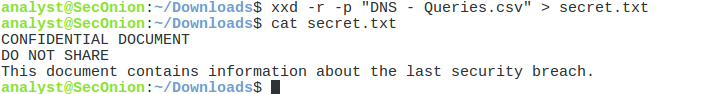 analyst@SecOnion:~/Downloads$ xxd -r -p "DNS - Queries.csv" > secret.txt
analyst@SecOnion:~/Downloads$ cat secret.txt
CONFIDENTIAL DOCUMENT
DO NOT SHARE
This document contains information about the last security breach.
analyst@SecOnion:~/Downloads$